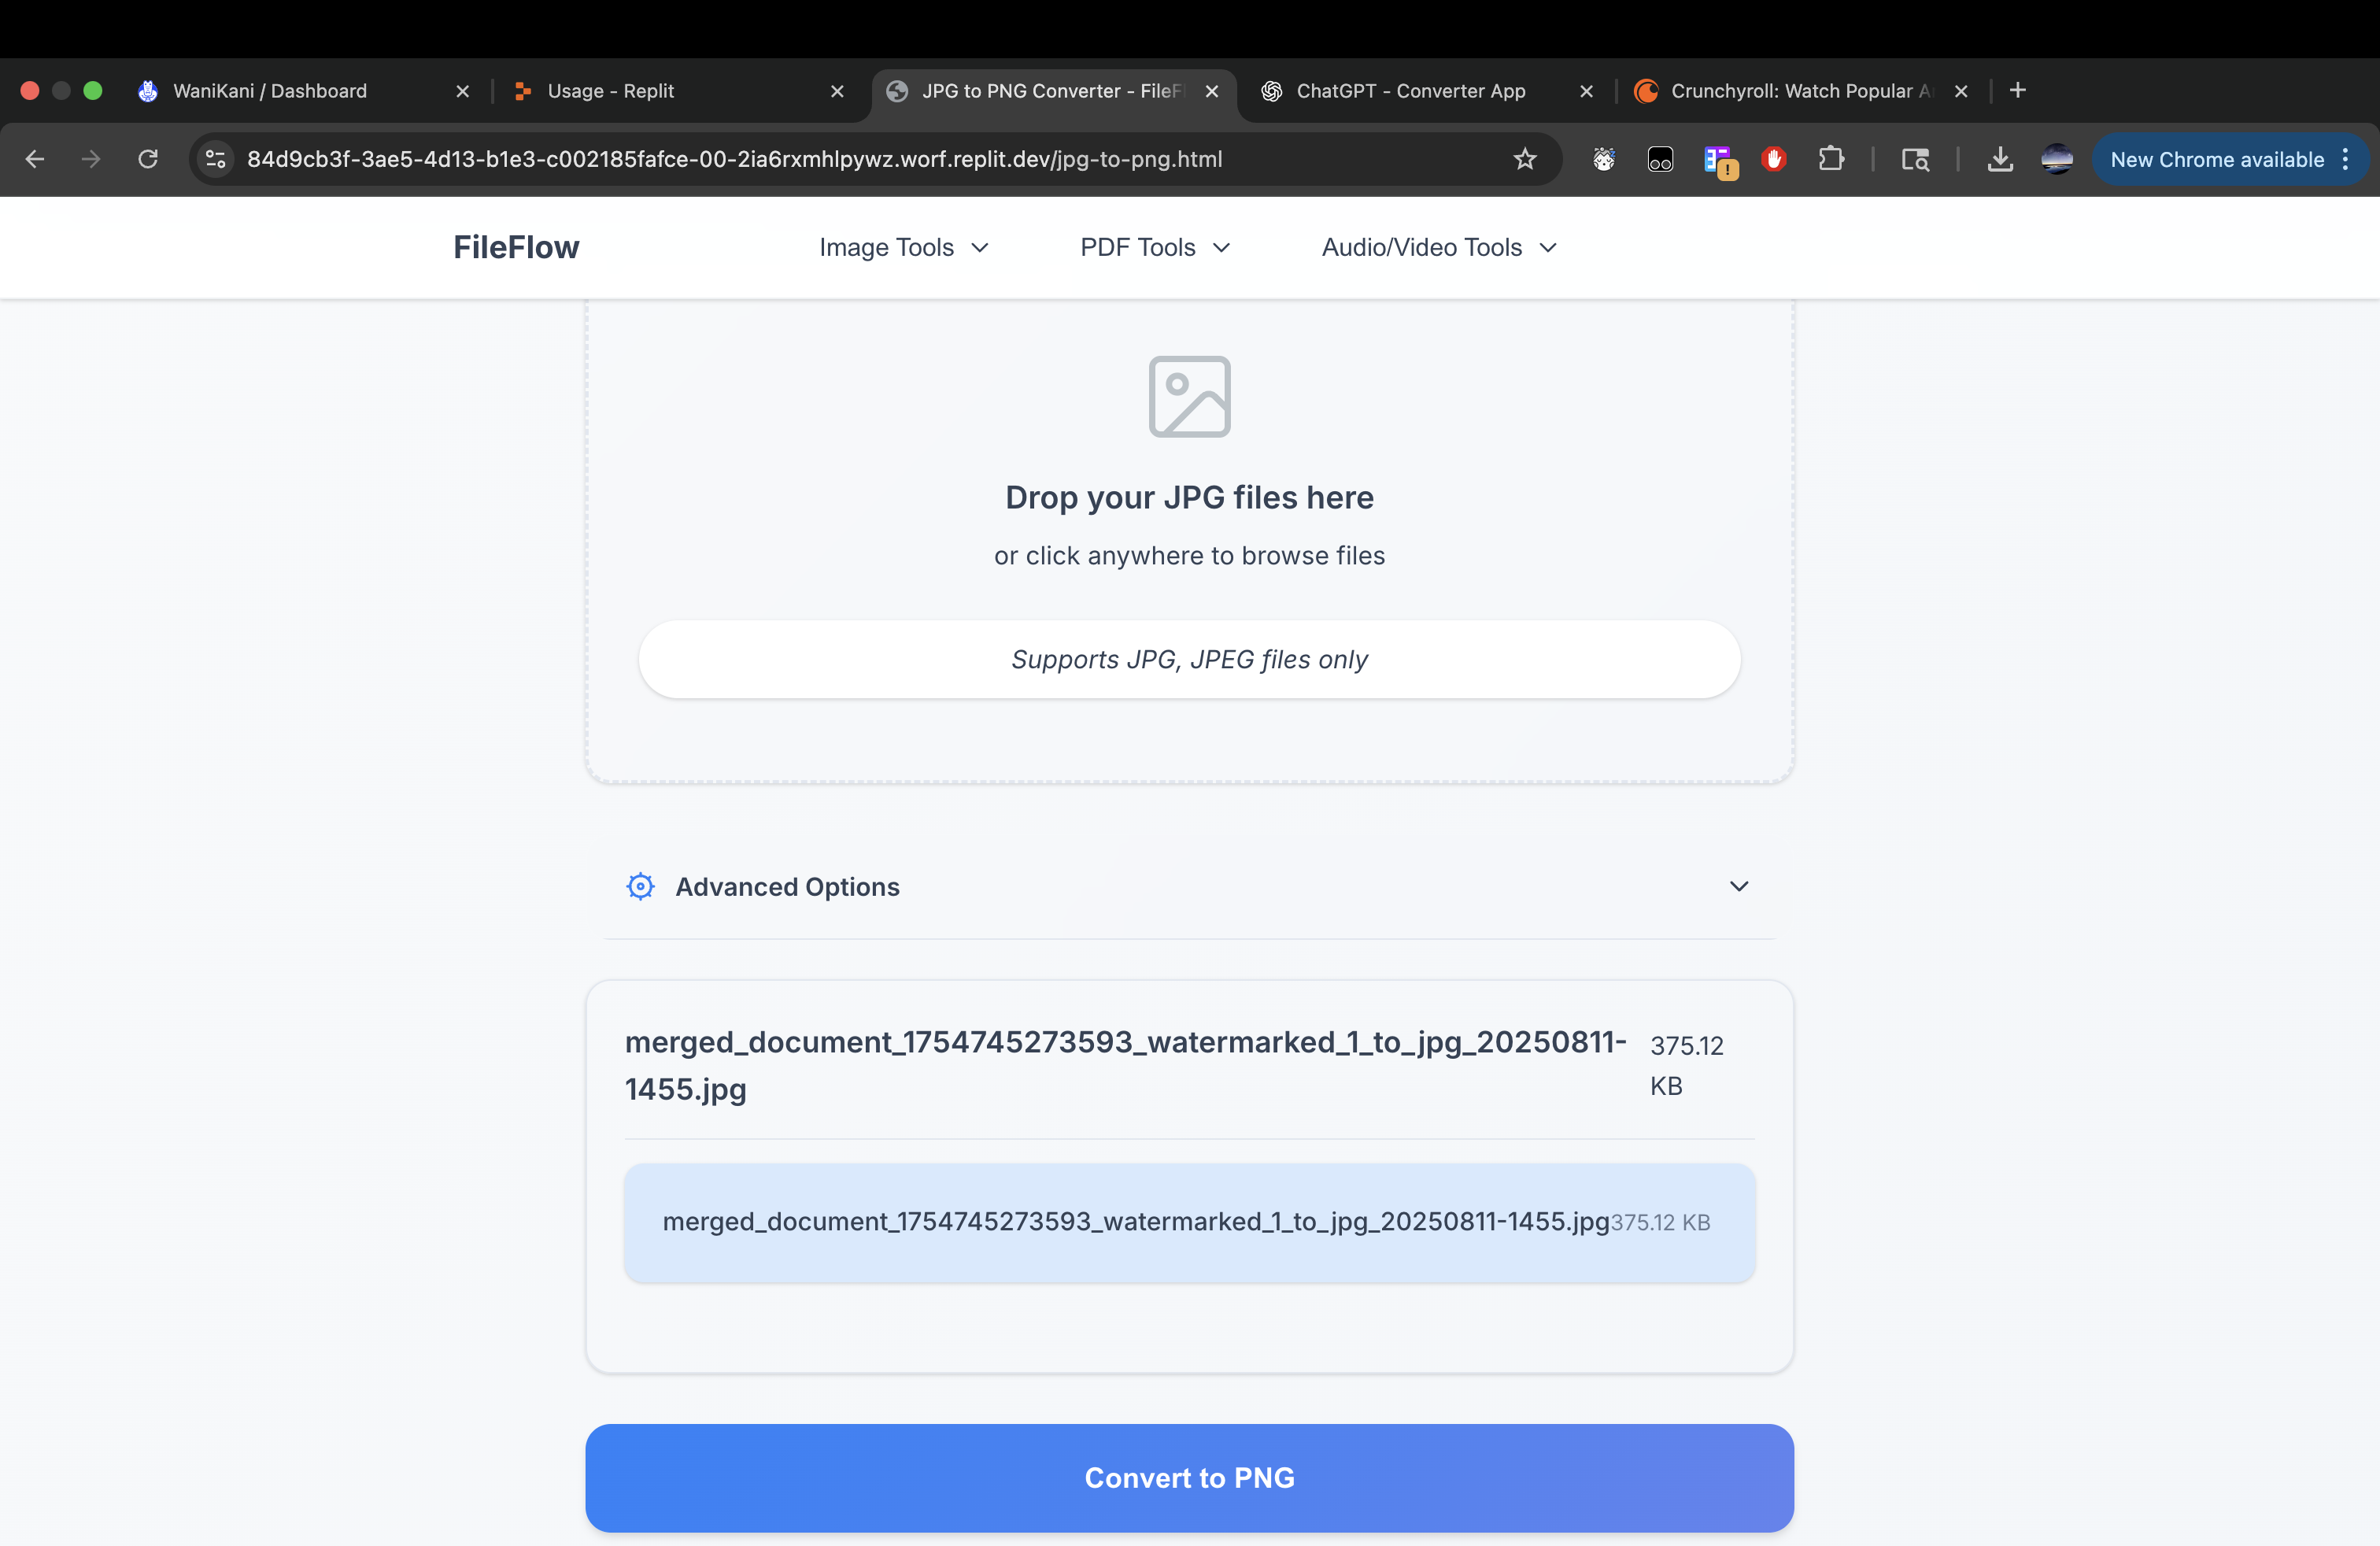 WaniKani / Dashboard
Usage - Replit
JPG to PNG Converter - FileF
ChatGPT - Converter App
Crunchyroll: Watch Popular A
84d9cb3f-3ae5-4d13-b1e3-c002185fafce-00-2ia6rxmhlpywz.worf.replit.dev/jpg-to-png.html
New Chrome available
FileFlow
Image Tools
PDF Tools
Audio/Video Tools
Drop your JPG files here
or click anywhere to browse files
Supports JPG, JPEG files only
Advanced Options
merged_document_1754745273593_watermarked_1_to_jpg_20250811-
1455.jpg
375.12
KB
merged_document_1754745273593_watermarked_1_to_jpg_20250811-1455.jpg375.12 KB
Convert to PNG